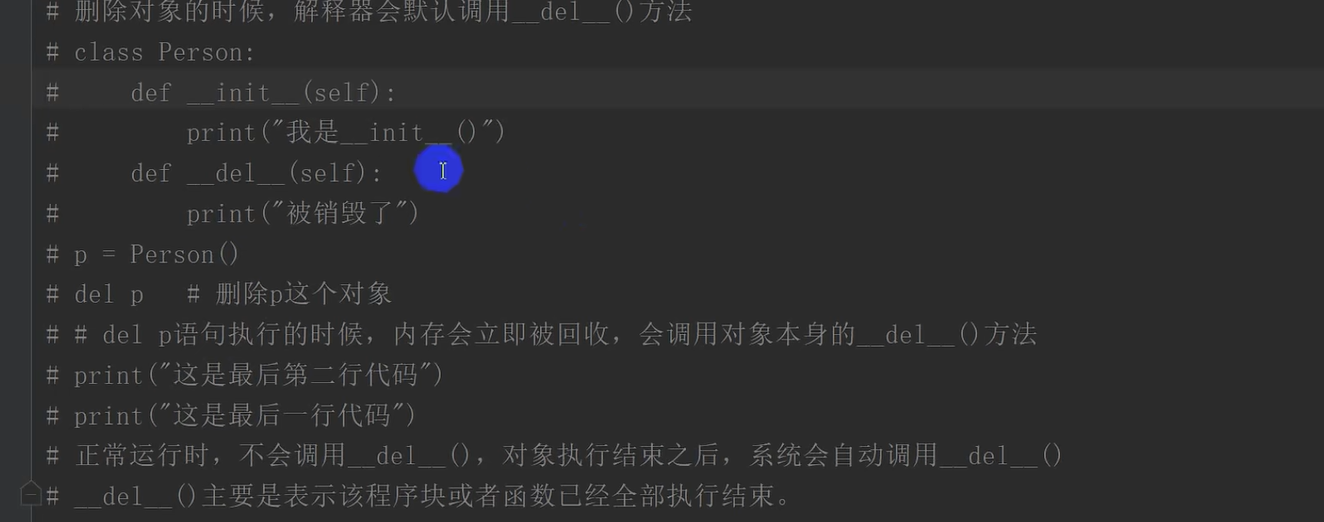 # 删除对象的时候，解释器会默认调用__del__()方法
# class Person:
#     def __init__(self):
#         print("我是__init__()")
#     def __del__(self):
#         print("被销毁了")
# p = Person()
# del p   # 删除p这个对象
# # del p语句执行的时候，内存会立即被回收，会调用对象本身的__del__()方法
# print("这是最后第二行代码")
# print("这是最后一行代码")
# 正常运行时，不会调用__del__()，对象执行结束之后，系统会自动调用__del__()
# __del__()主要是表示该程序块或者函数已经全部执行结束。